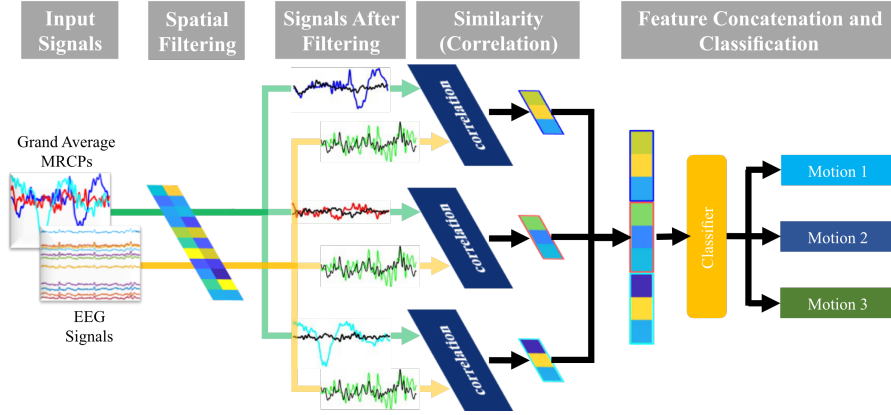 Input
Signals
Spatial
Filtering
Signals After
Filtering
Similarity
(Correlation)
Feature Concatenation and
Classification
Grand Average
MRCPs
EEG
Signals
correlation
correlation
correlation
Classifier
Motion 1
Motion 2
Motion 3